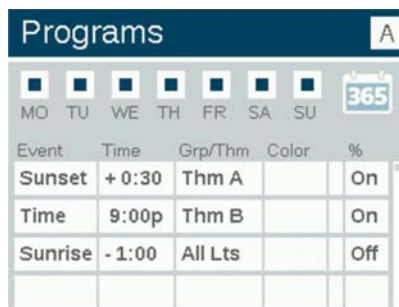 Programs A
MO TU WE TH FR SA SU 365
Event Time Grp/Thm Color %
Sunset + 0:30 Thm A On
Time 9:00p Thm B On
Sunrise - 1:00 All Lts Off